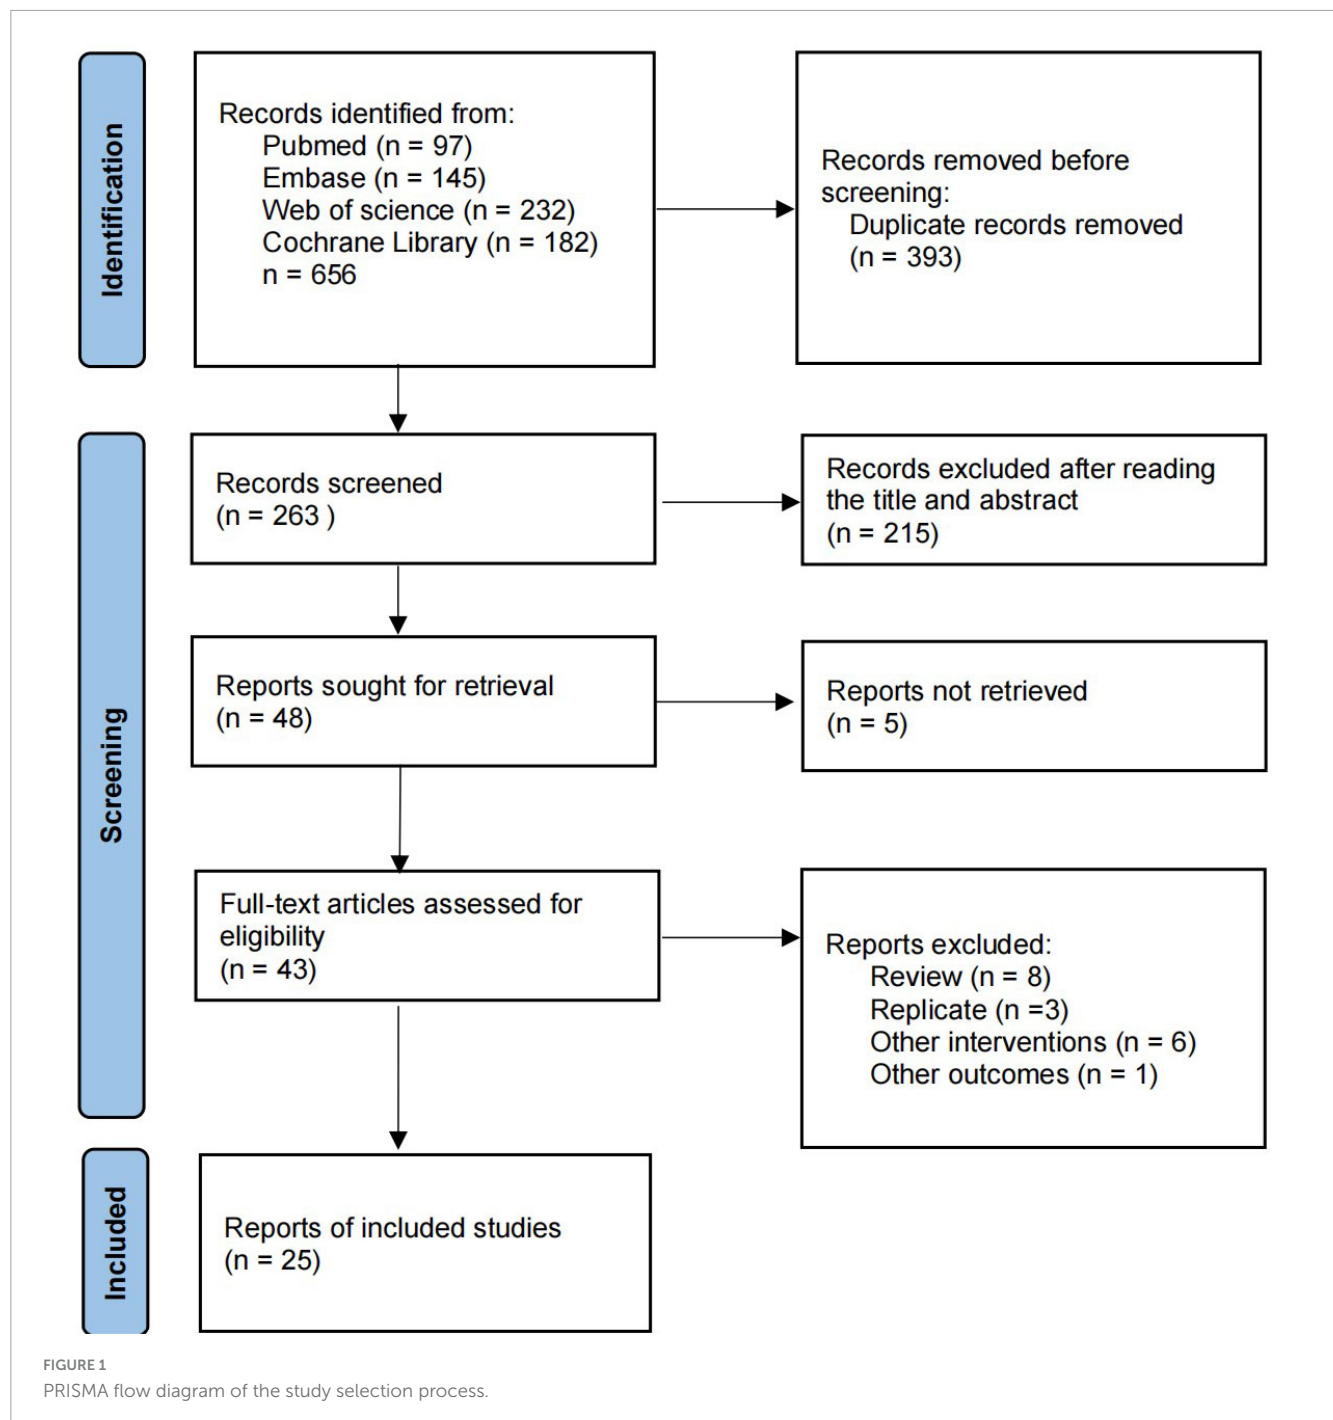 Identification
Records identified from:
Pubmed (n = 97)
Embase (n = 145)
Web of science (n = 232)
Cochrane Library (n = 182)
n = 656
Records removed before
screening:
Duplicate records removed
(n = 393)
Screening
Records screened
(n = 263 )
Records excluded after reading
the title and abstract
(n = 215)
Reports sought for retrieval
(n = 48)
Reports not retrieved
(n = 5)
Full-text articles assessed for
eligibility
(n = 43)
Reports excluded:
Review (n = 8)
Replicate (n =3)
Other interventions (n = 6)
Other outcomes (n = 1)
Included
Reports of included studies
(n = 25)
FIGURE 1
PRISMA flow diagram of the study selection process.